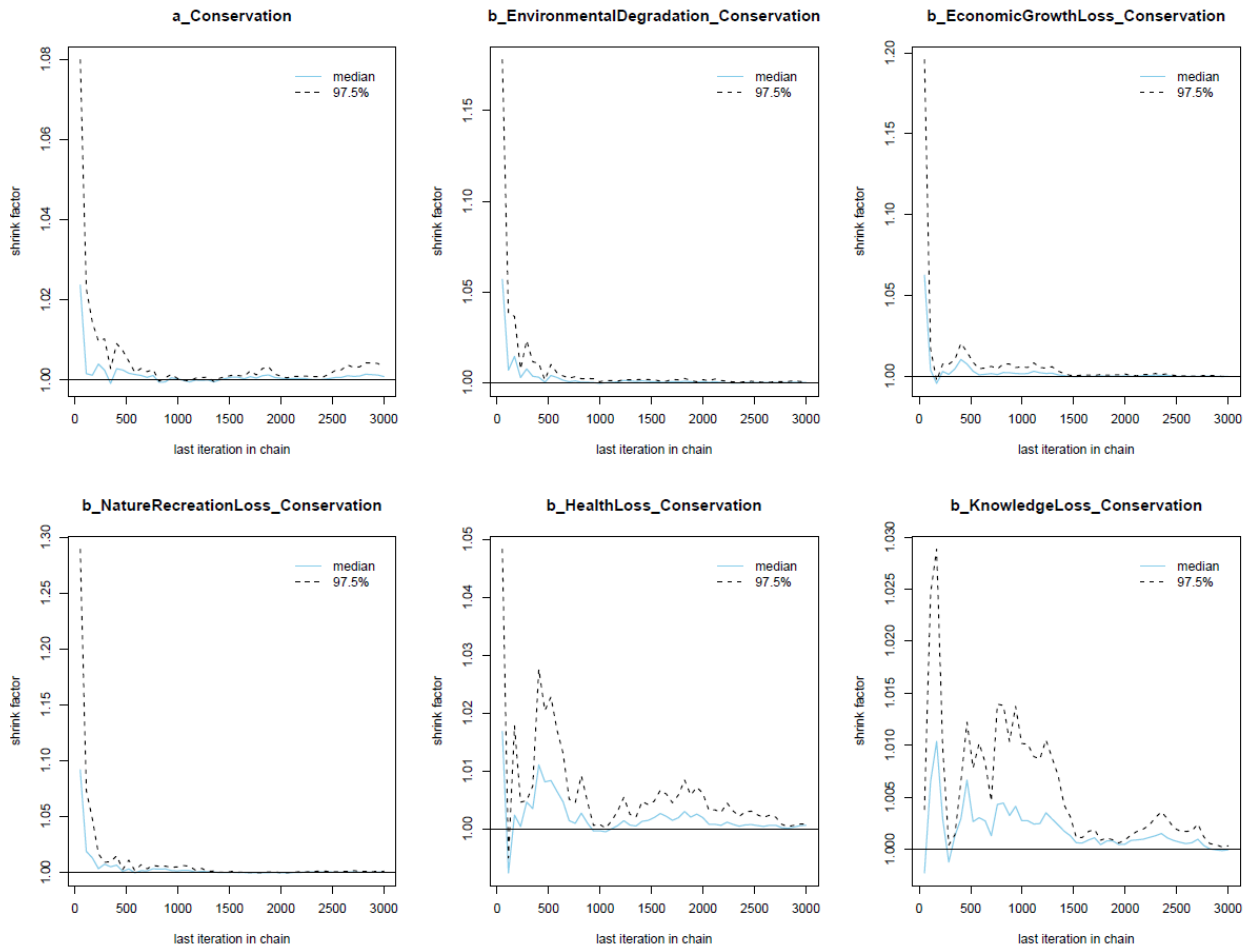 a_Conservation
shrink factor
1.00 1.02 1.04 1.06 1.08
median
97.5%
0 500 1000 1500 2000 2500 3000
last iteration in chain
b_EnvironmentalDegradation_Conservation
shrink factor
1.00 1.05 1.10 1.15
median
97.5%
0 500 1000 1500 2000 2500 3000
last iteration in chain
b_EconomicGrowthLoss_Conservation
shrink factor
1.00 1.05 1.10 1.15 1.20
median
97.5%
0 500 1000 1500 2000 2500 3000
last iteration in chain
b_NatureRecreationLoss_Conservation
shrink factor
1.00 1.05 1.10 1.15 1.20 1.25 1.30
median
97.5%
0 500 1000 1500 2000 2500 3000
last iteration in chain
b_HealthLoss_Conservation
shrink factor
1.00 1.01 1.02 1.03 1.04 1.05
median
97.5%
0 500 1000 1500 2000 2500 3000
last iteration in chain
b_KnowledgeLoss_Conservation
shrink factor
1.000 1.005 1.010 1.015 1.020 1.025 1.030
median
97.5%
0 500 1000 1500 2000 2500 3000
last iteration in chain